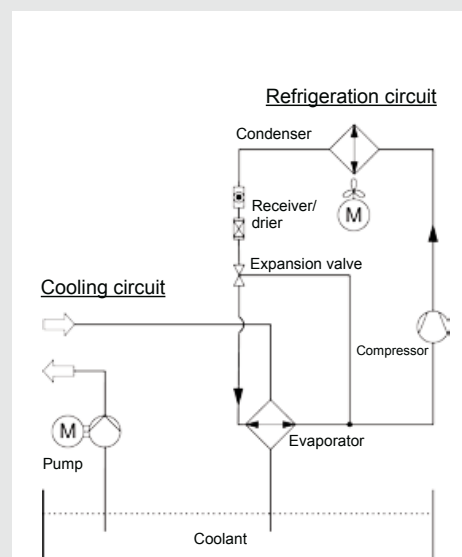 Refrigeration circuit
Condenser
M
Receiver/
drier
Expansion valve
Cooling circuit
Compressor
M
Evaporator
Pump
Coolant